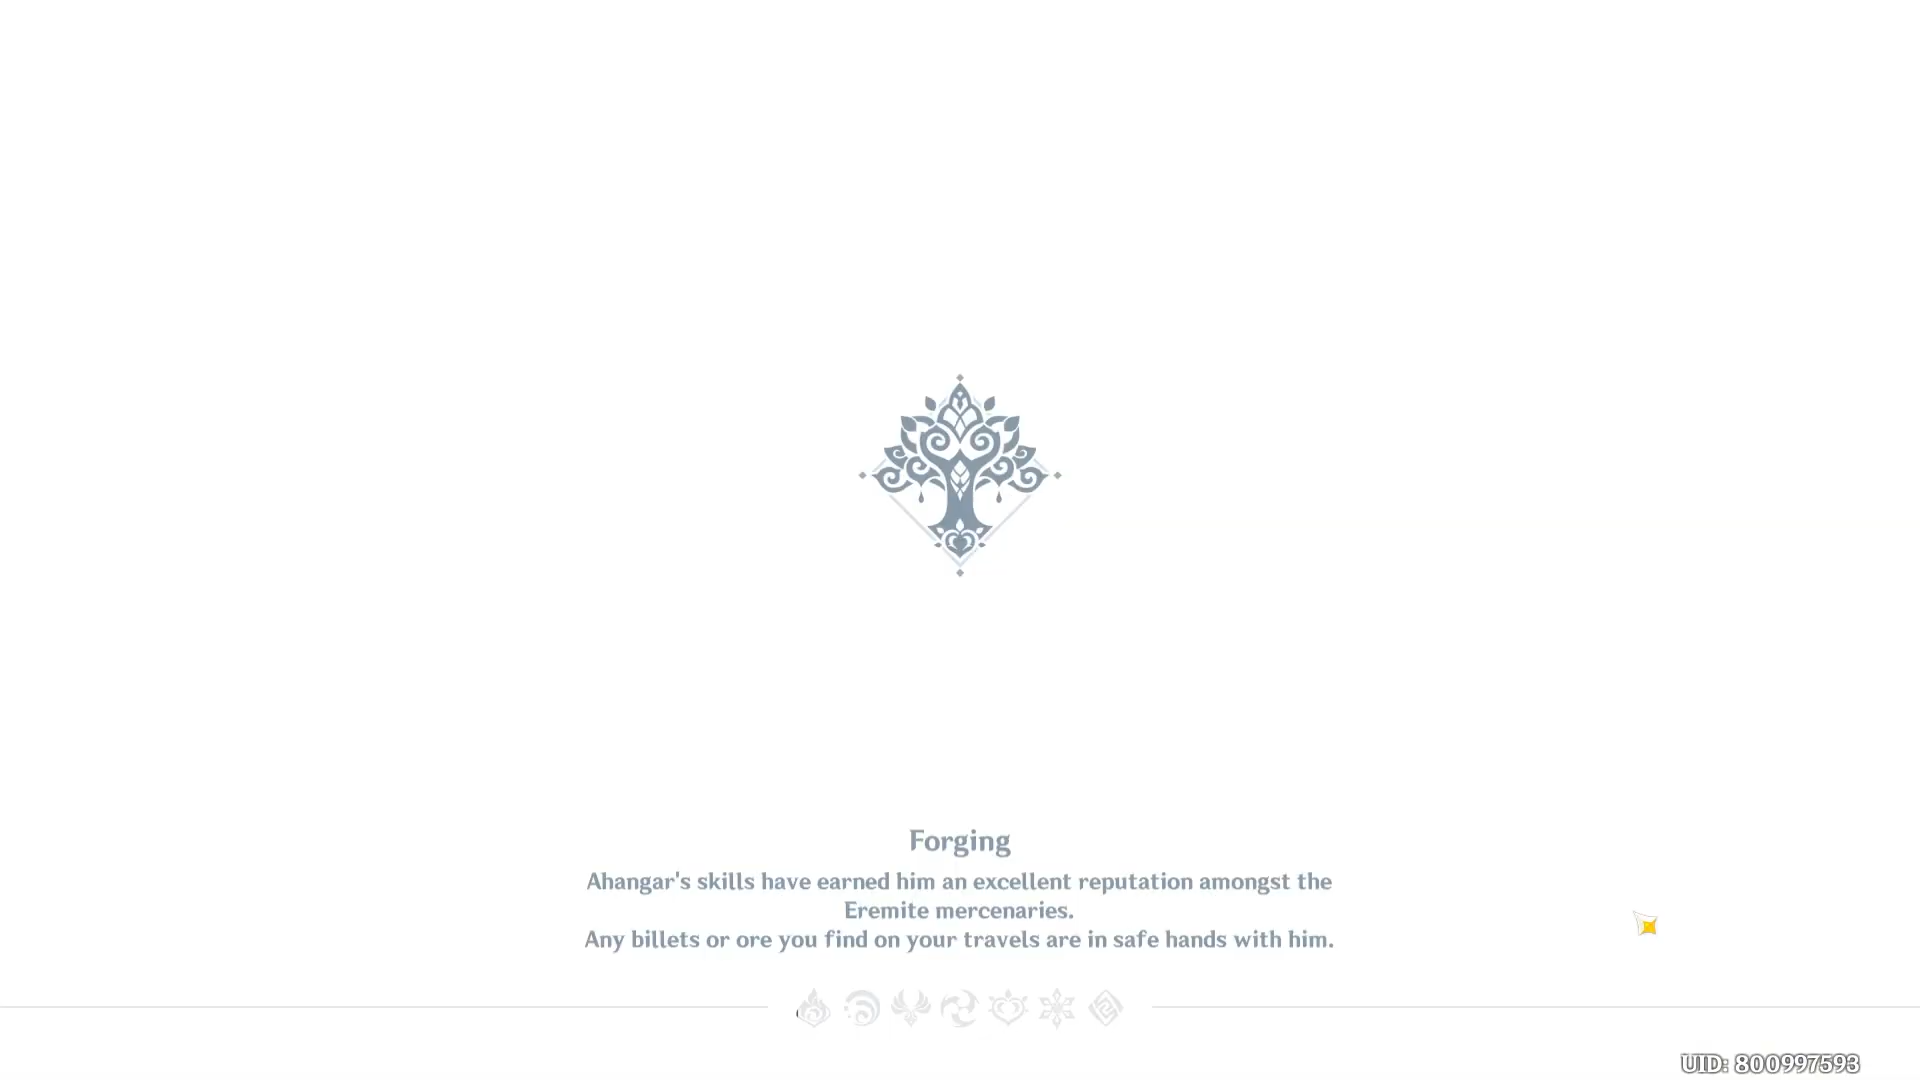 Forging
Ahangar's skills have earned him an excellent reputation amongst the
Eremite mercenaries.
Any billets or ore you find on your travels are in safe hands with him.
UID: 800997593